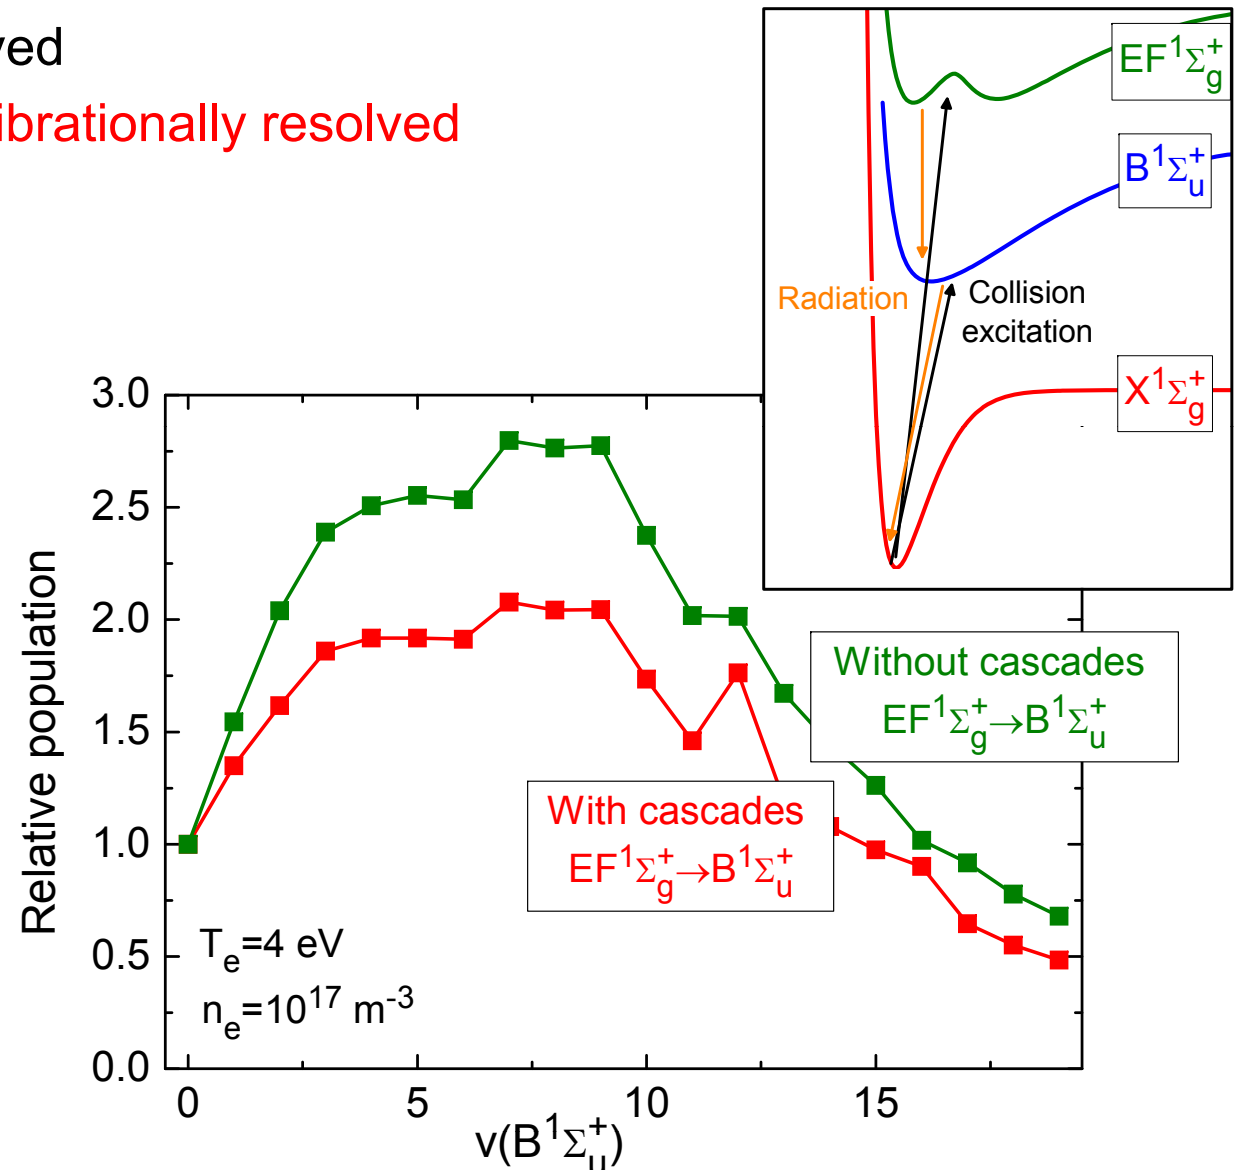 ved
ibrationally resolved
EF¹Σg⁺
B¹Σu⁺
Radiation
Collision
excitation
X¹Σg⁺
3.0
2.5
2.0
1.5
1.0
0.5
0.0
Relative population
Without cascades
EF¹Σg⁺→B¹Σu⁺
With cascades
EF¹Σg⁺→B¹Σu⁺
Te=4 eV
ne=10¹⁷ m⁻³
0 5 10 15
v(B¹Σu⁺)